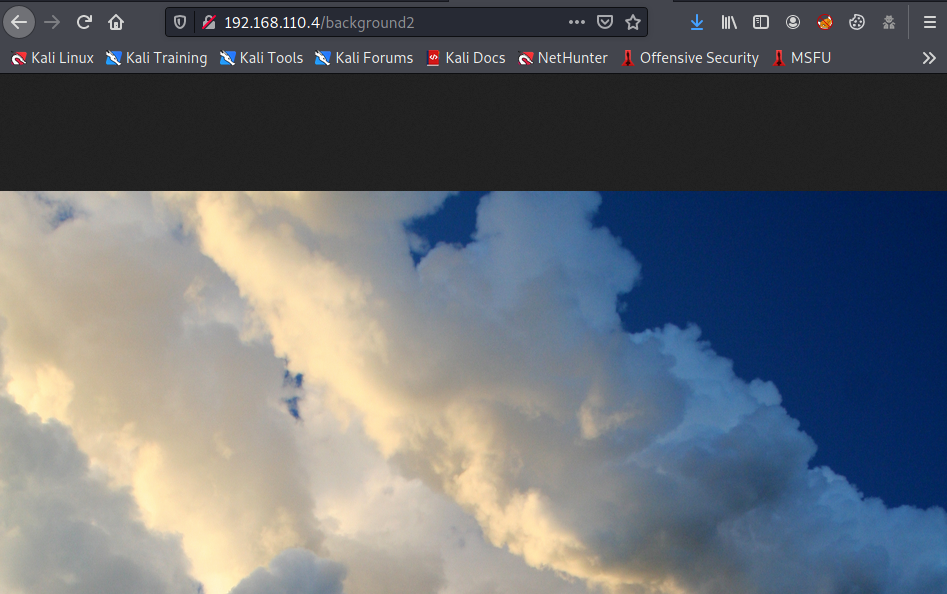 192.168.110.4/background2
Kali Linux Kali Training Kali Tools Kali Forums Kali Docs NetHunter Offensive Security MSFU